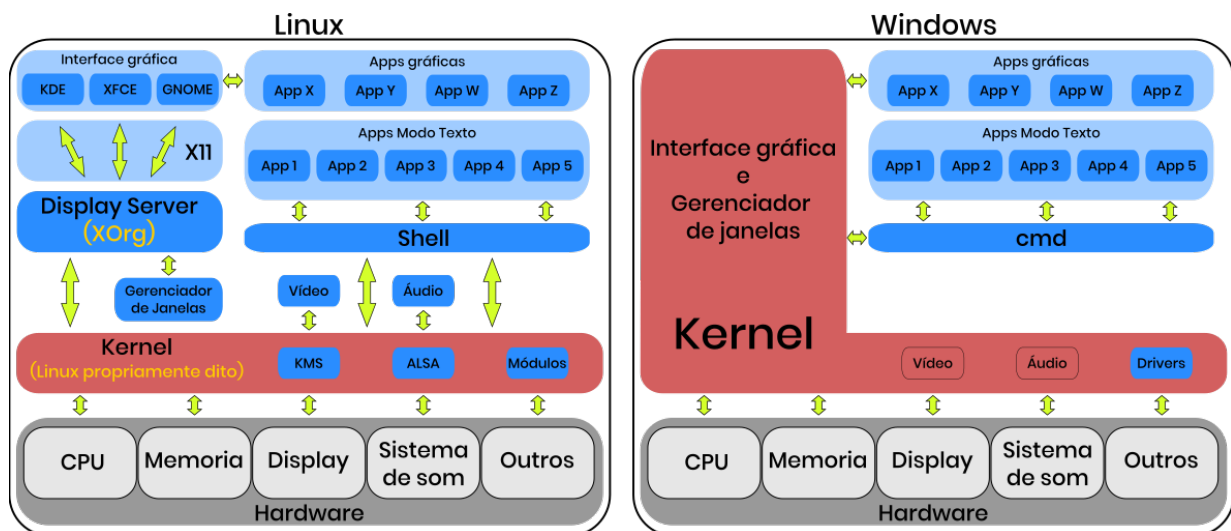 Linux
Interface gráfica
KDE
XFCE
GNOME
X11
Display Server
(XOrg)
Gerenciador
de Janelas
Apps gráficas
App X
App Y
App W
App Z
Apps Modo Texto
App 1
App 2
App 3
App 4
App 5
Shell
Vídeo
Áudio
Kernel
(Linux propriamente dito)
KMS
ALSA
Módulos
CPU
Memoria
Display
Sistema
de som
Outros
Hardware
Windows
Interface gráfica
e
Gerenciador
de janelas
Apps gráficas
App X
App Y
App W
App Z
Apps Modo Texto
App 1
App 2
App 3
App 4
App 5
cmd
Kernel
Vídeo
Áudio
Drivers
CPU
Memoria
Display
Sistema
de som
Outros
Hardware